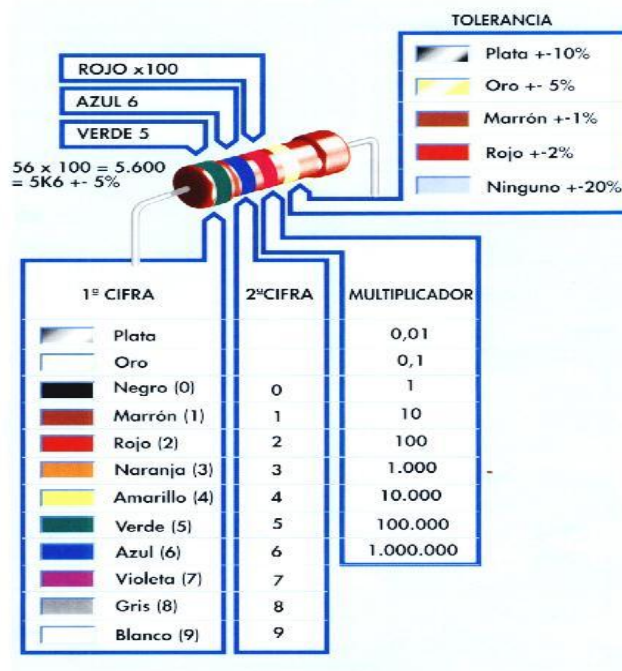 TOLERANCIA
Plata +-10%
Oro +- 5%
Marrón +-1%
Rojo +-2%
Ninguno +-20%
ROJO x100
AZUL 6
VERDE 5
56 x 100 = 5.600
= 5K6 +- 5%
1ª CIFRA 2ºCIFRA MULTIPLICADOR
Plata 0,01
Oro 0,1
Negro (0) 0 1
Marrón (1) 1 10
Rojo (2) 2 100
Naranja (3) 3 1.000
Amarillo (4) 4 10.000
Verde (5) 5 100.000
Azul (6) 6 1.000.000
Violeta (7) 7
Gris (8) 8
Blanco (9) 9